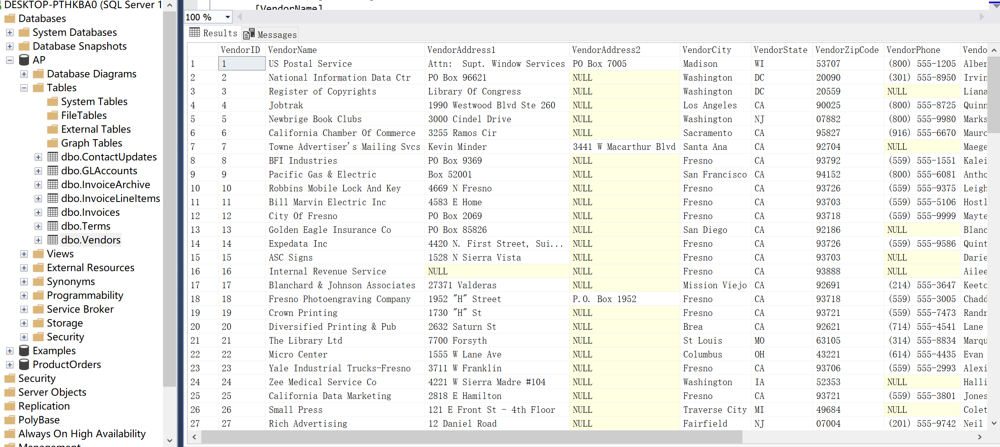 DESKTOP-PTHKBA0 (SQL Server 1
Databases
System Databases
Database Snapshots
AP
Database Diagrams
Tables
System Tables
FileTables
External Tables
Graph Tables
dbo.ContactUpdates
dbo.GLAccounts
dbo.InvoiceArchive
dbo.InvoiceLineItems
dbo.Invoices
dbo.Terms
dbo.Vendors
Views
External Resources
Synonyms
Programmability
Service Broker
Storage
Security
Examples
ProductOrders
Security
Server Objects
Replication
PolyBase
Always On High Availability
Management
[VendorName]
100 %
Results Messages
VendorID VendorName VendorAddress1 VendorAddress2 VendorCity VendorState VendorZipCode VendorPhone Vendo
1 1 US Postal Service Attn:  Supt. Window Services PO Box 7005 Madison WI 53707 (800) 555-1205 Alber
2 2 National Information Data Ctr PO Box 96621 NULL Washington DC 20090 (301) 555-8950 Irvin
3 3 Register of Copyrights Library Of Congress NULL Washington DC 20559 NULL Liana
4 4 Jobtrak 1990 Westwood Blvd Ste 260 NULL Los Angeles CA 90025 (800) 555-8725 Quinn
5 5 Newbrige Book Clubs 3000 Cindel Drive NULL Washington NJ 07882 (800) 555-9980 Marks
6 6 California Chamber Of Commerce 3255 Ramos Cir NULL Sacramento CA 95827 (916) 555-6670 Mauro
7 7 Towne Advertiser's Mailing Svcs Kevin Minder 3441 W Macarthur Blvd Santa Ana CA 92704 NULL Maege
8 8 BFI Industries PO Box 9369 NULL Fresno CA 93792 (559) 555-1551 Kalei
9 9 Pacific Gas & Electric Box 52001 NULL San Francisco CA 94152 (800) 555-6081 Antho
10 10 Robbins Mobile Lock And Key 4669 N Fresno NULL Fresno CA 93726 (559) 555-9375 Leigh
11 11 Bill Marvin Electric Inc 4583 E Home NULL Fresno CA 93703 (559) 555-5106 Hostl
12 12 City Of Fresno PO Box 2069 NULL Fresno CA 93718 (559) 555-9999 Mayte
13 13 Golden Eagle Insurance Co PO Box 85826 NULL San Diego CA 92186 NULL Blanc
14 14 Expedata Inc 4420 N. First Street, Sui... NULL Fresno CA 93726 (559) 555-9586 Quint
15 15 ASC Signs 1528 N Sierra Vista NULL Fresno CA 93703 NULL Darie
16 16 Internal Revenue Service NULL NULL Fresno CA 93888 NULL Ailee
17 17 Blanchard & Johnson Associates 27371 Valderas NULL Mission Viejo CA 92691 (214) 555-3647 Keeto
18 18 Fresno Photoengraving Company 1952 "H" Street P.O. Box 1952 Fresno CA 93718 (559) 555-3005 Chadd
19 19 Crown Printing 1730 "H" St NULL Fresno CA 93721 (559) 555-7473 Randr
20 20 Diversified Printing & Pub 2632 Saturn St NULL Brea CA 92621 (714) 555-4541 Lane
21 21 The Library Ltd 7700 Forsyth NULL St Louis MO 63105 (314) 555-8834 Marqu
22 22 Micro Center 1555 W Lane Ave NULL Columbus OH 43221 (614) 555-4435 Evan
23 23 Yale Industrial Trucks-Fresno 3711 W Franklin NULL Fresno CA 93706 (559) 555-2993 Alexi
24 24 Zee Medical Service Co 4221 W Sierra Madre #104 NULL Washington IA 52353 NULL Halli
25 25 California Data Marketing 2818 E Hamilton NULL Fresno CA 93721 (559) 555-3801 Jones
26 26 Small Press 121 E Front St - 4th Floor NULL Traverse City MI 49684 NULL Colet
27 27 Rich Advertising 12 Daniel Road NULL Fairfield NJ 07004 (201) 555-9742 Neil